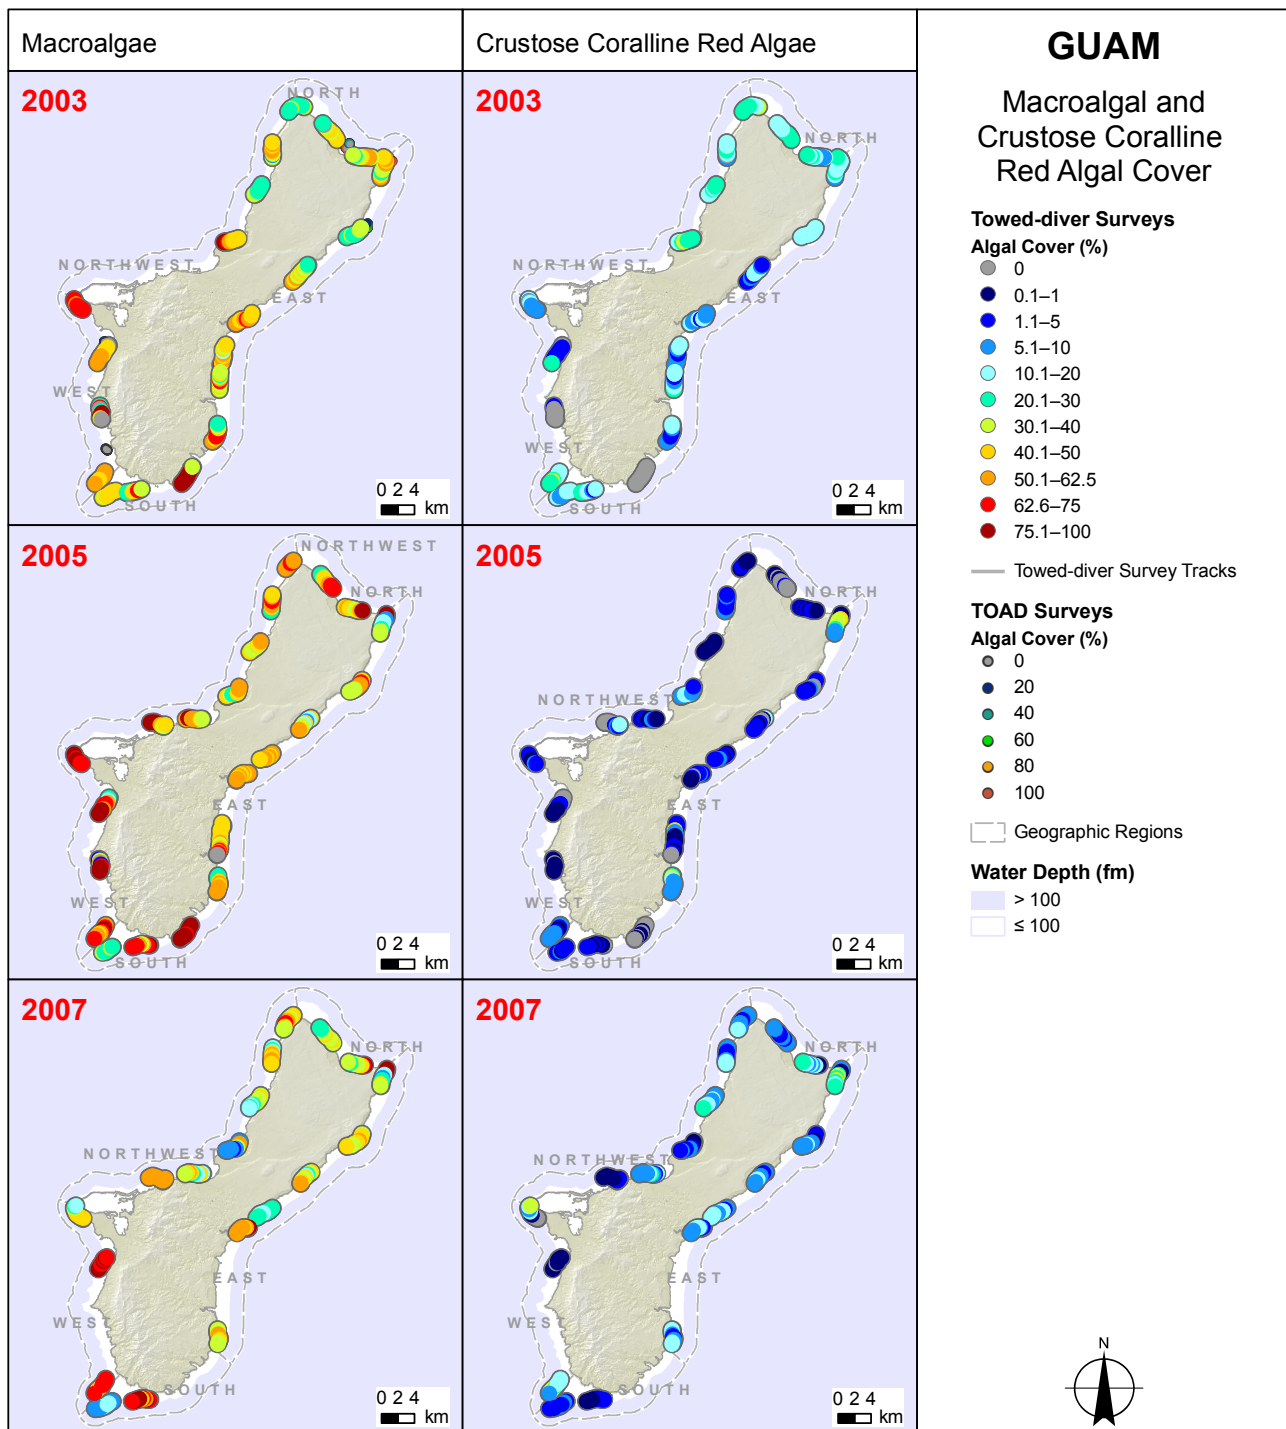 Macroalgae
Crustose Coralline Red Algae
GUAM
Macroalgal and
Crustose Coralline
Red Algal Cover
2003
NORTH
NORTHWEST
EAST
WEST
SOUTH
0 2 4
km
2003
NORTH
NORTHWEST
EAST
WEST
SOUTH
0 2 4
km
2005
NORTHWEST
NORTH
EAST
WEST
SOUTH
0 2 4
km
2005
NORTH
NORTHWEST
EAST
WEST
SOUTH
0 2 4
km
2007
NORTH
NORTHWEST
EAST
WEST
SOUTH
0 2 4
km
2007
NORTH
NORTHWEST
EAST
WEST
SOUTH
0 2 4
km
Towed-diver Surveys
Algal Cover (%)
0
0.1–1
1.1–5
5.1–10
10.1–20
20.1–30
30.1–40
40.1–50
50.1–62.5
62.6–75
75.1–100
Towed-diver Survey Tracks
TOAD Surveys
Algal Cover (%)
0
20
40
60
80
100
Geographic Regions
Water Depth (fm)
> 100
≤ 100
N